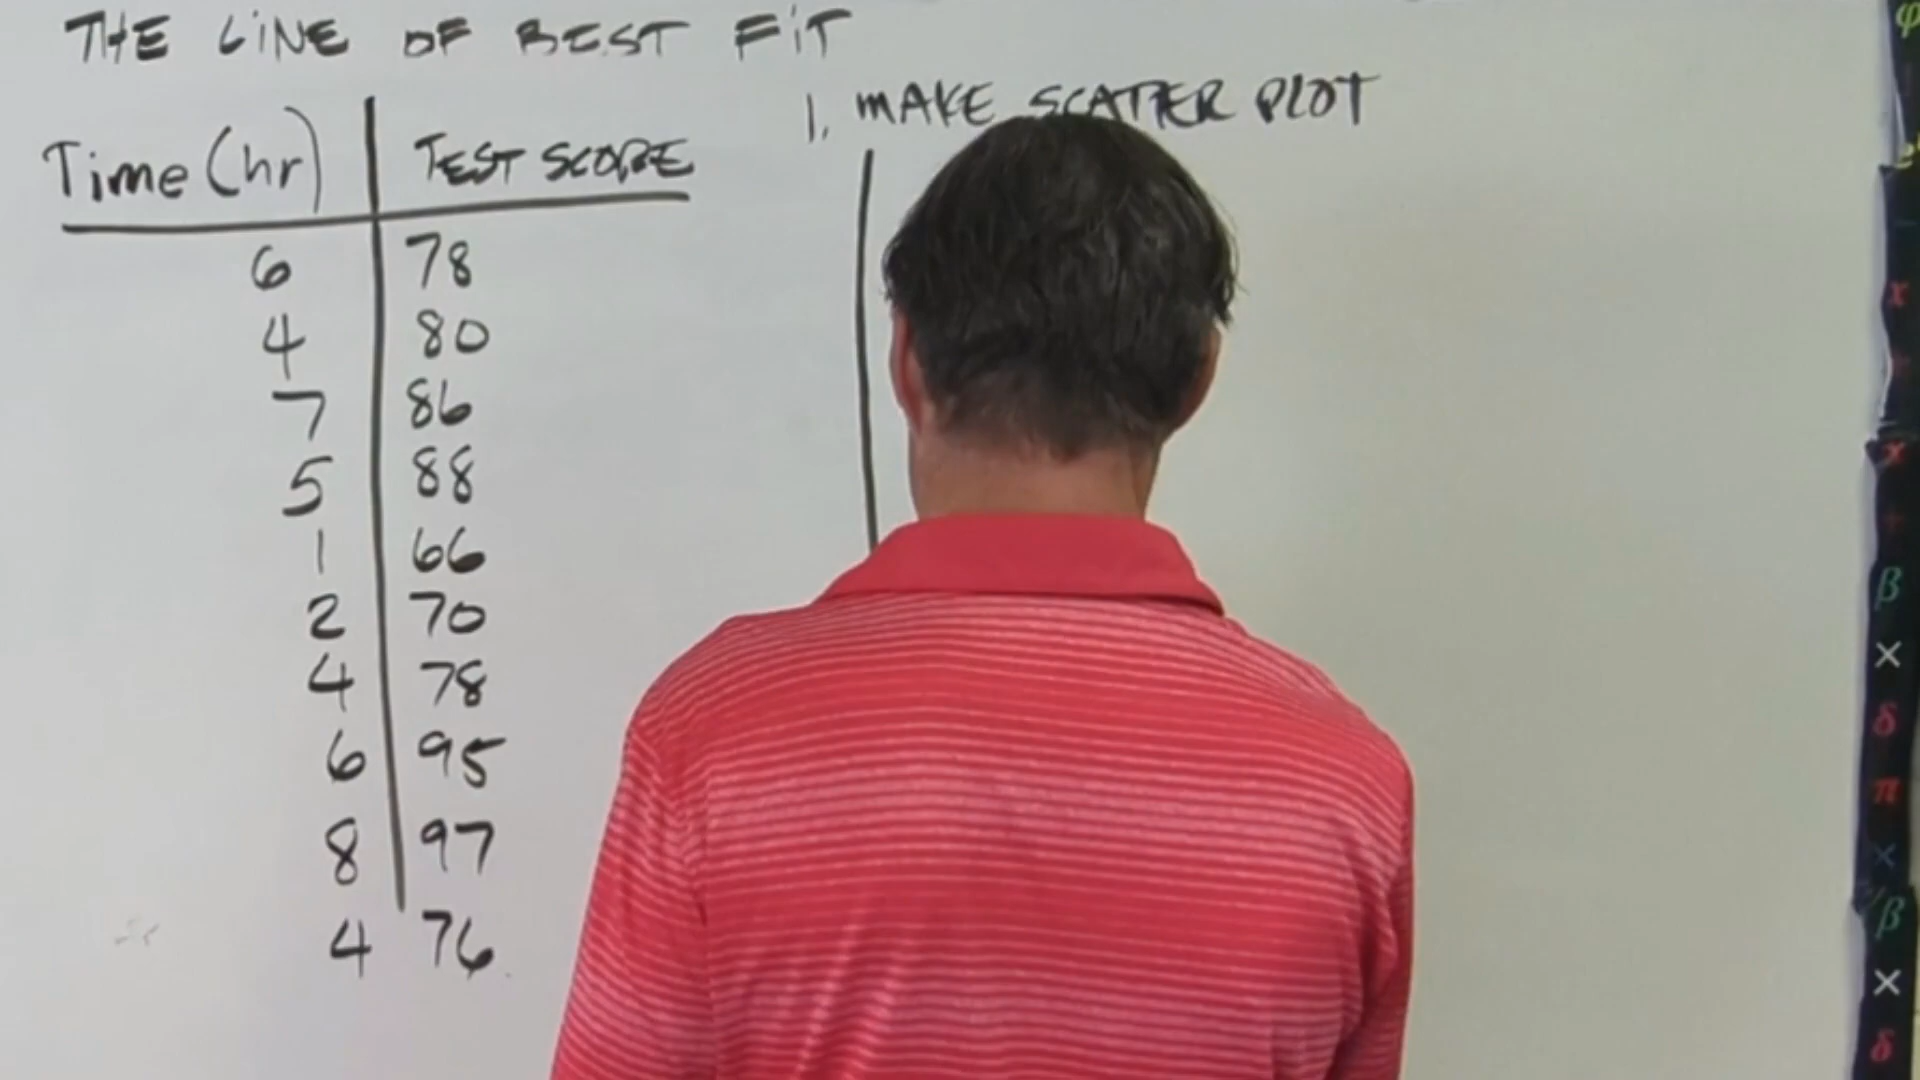 THE LINE OF BEST FIT
1. MAKE SCATTER PLOT
Time (hr) TEST SCORE
6 78
4 80
7 86
5 88
1 66
2 70
4 78
6 95
8 97
4 76
φ
x
x
+
β
×
δ
π
×
β
×
δ